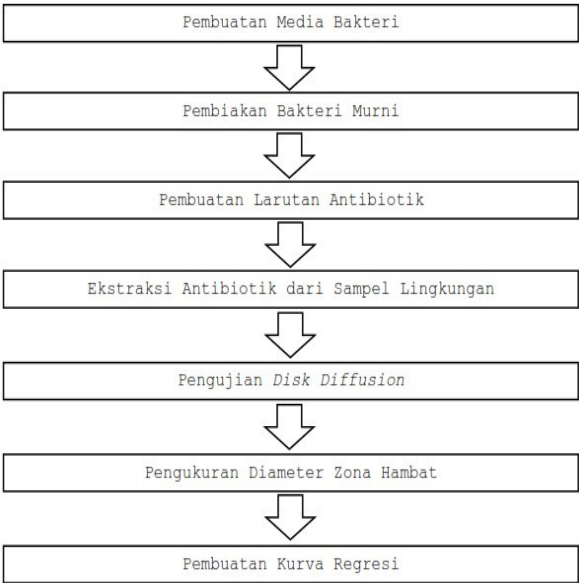 Pembuatan Media Bakteri
Pembiakan Bakteri Murni
Pembuatan Larutan Antibiotik
Ekstraksi Antibiotik dari Sampel Lingkungan
Pengujian Disk Diffusion
Pengukuran Diameter Zona Hambat
Pembuatan Kurva Regresi